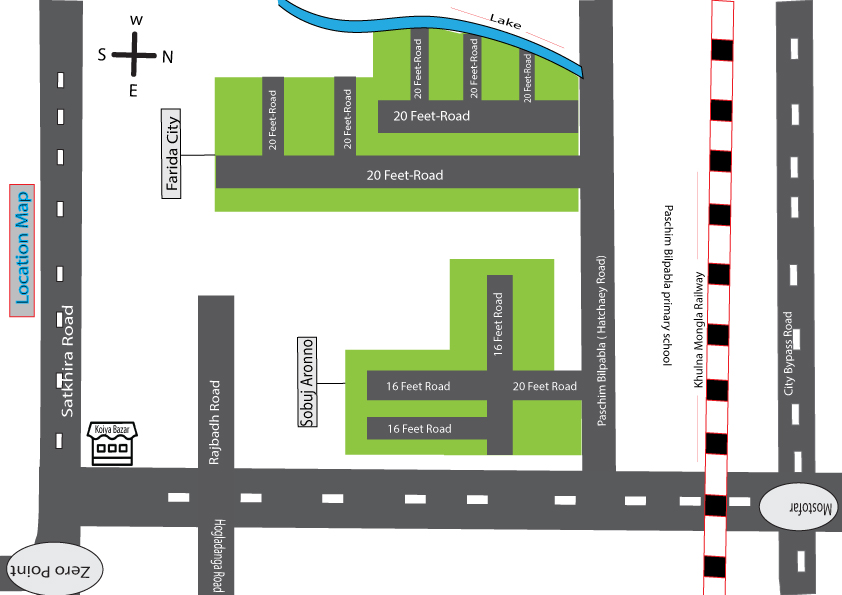 W
S
N
E
Lake
20 Feet-Road
20 Feet-Road
20 Feet-Road
20 Feet-Road
20 Feet-Road
20 Feet-Road
20 Feet-Road
Farida City
Location Map
Satkhira Road
Koiya Bazar
Rajbadh Road
Hogladanga Road
Sobuj Aronno
16 Feet Road
16 Feet Road
20 Feet Road
16 Feet Road
Paschim Bilpabla ( Hatchaey Road)
Paschim Bilpabla primary school
Khulna Mongla Railway
City Bypass Road
Mostofar
Zero Point